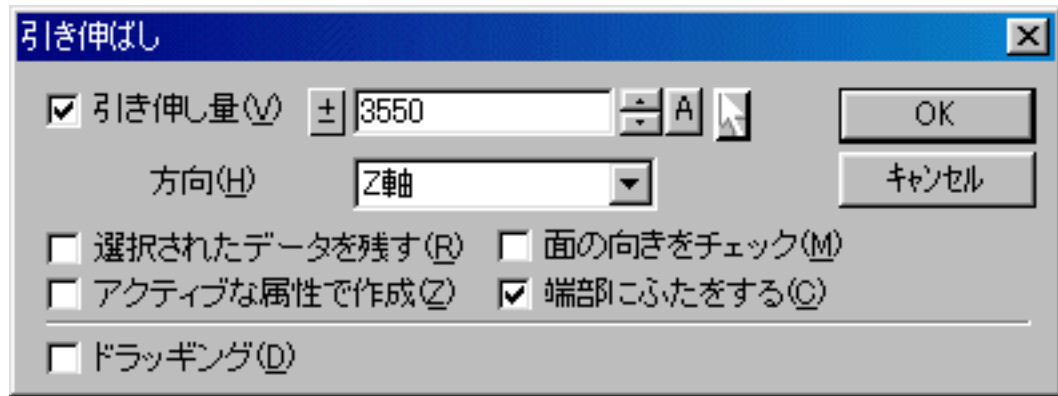 引き伸ばし
引き伸し量(V) ± 3550 A OK
方向(H) Z軸 キャンセル
選択されたデータを残す(R) 面の向きをチェック(M)
アクティブな属性で作成(Z) 端部にふたをする(C)
ドラッギング(D)